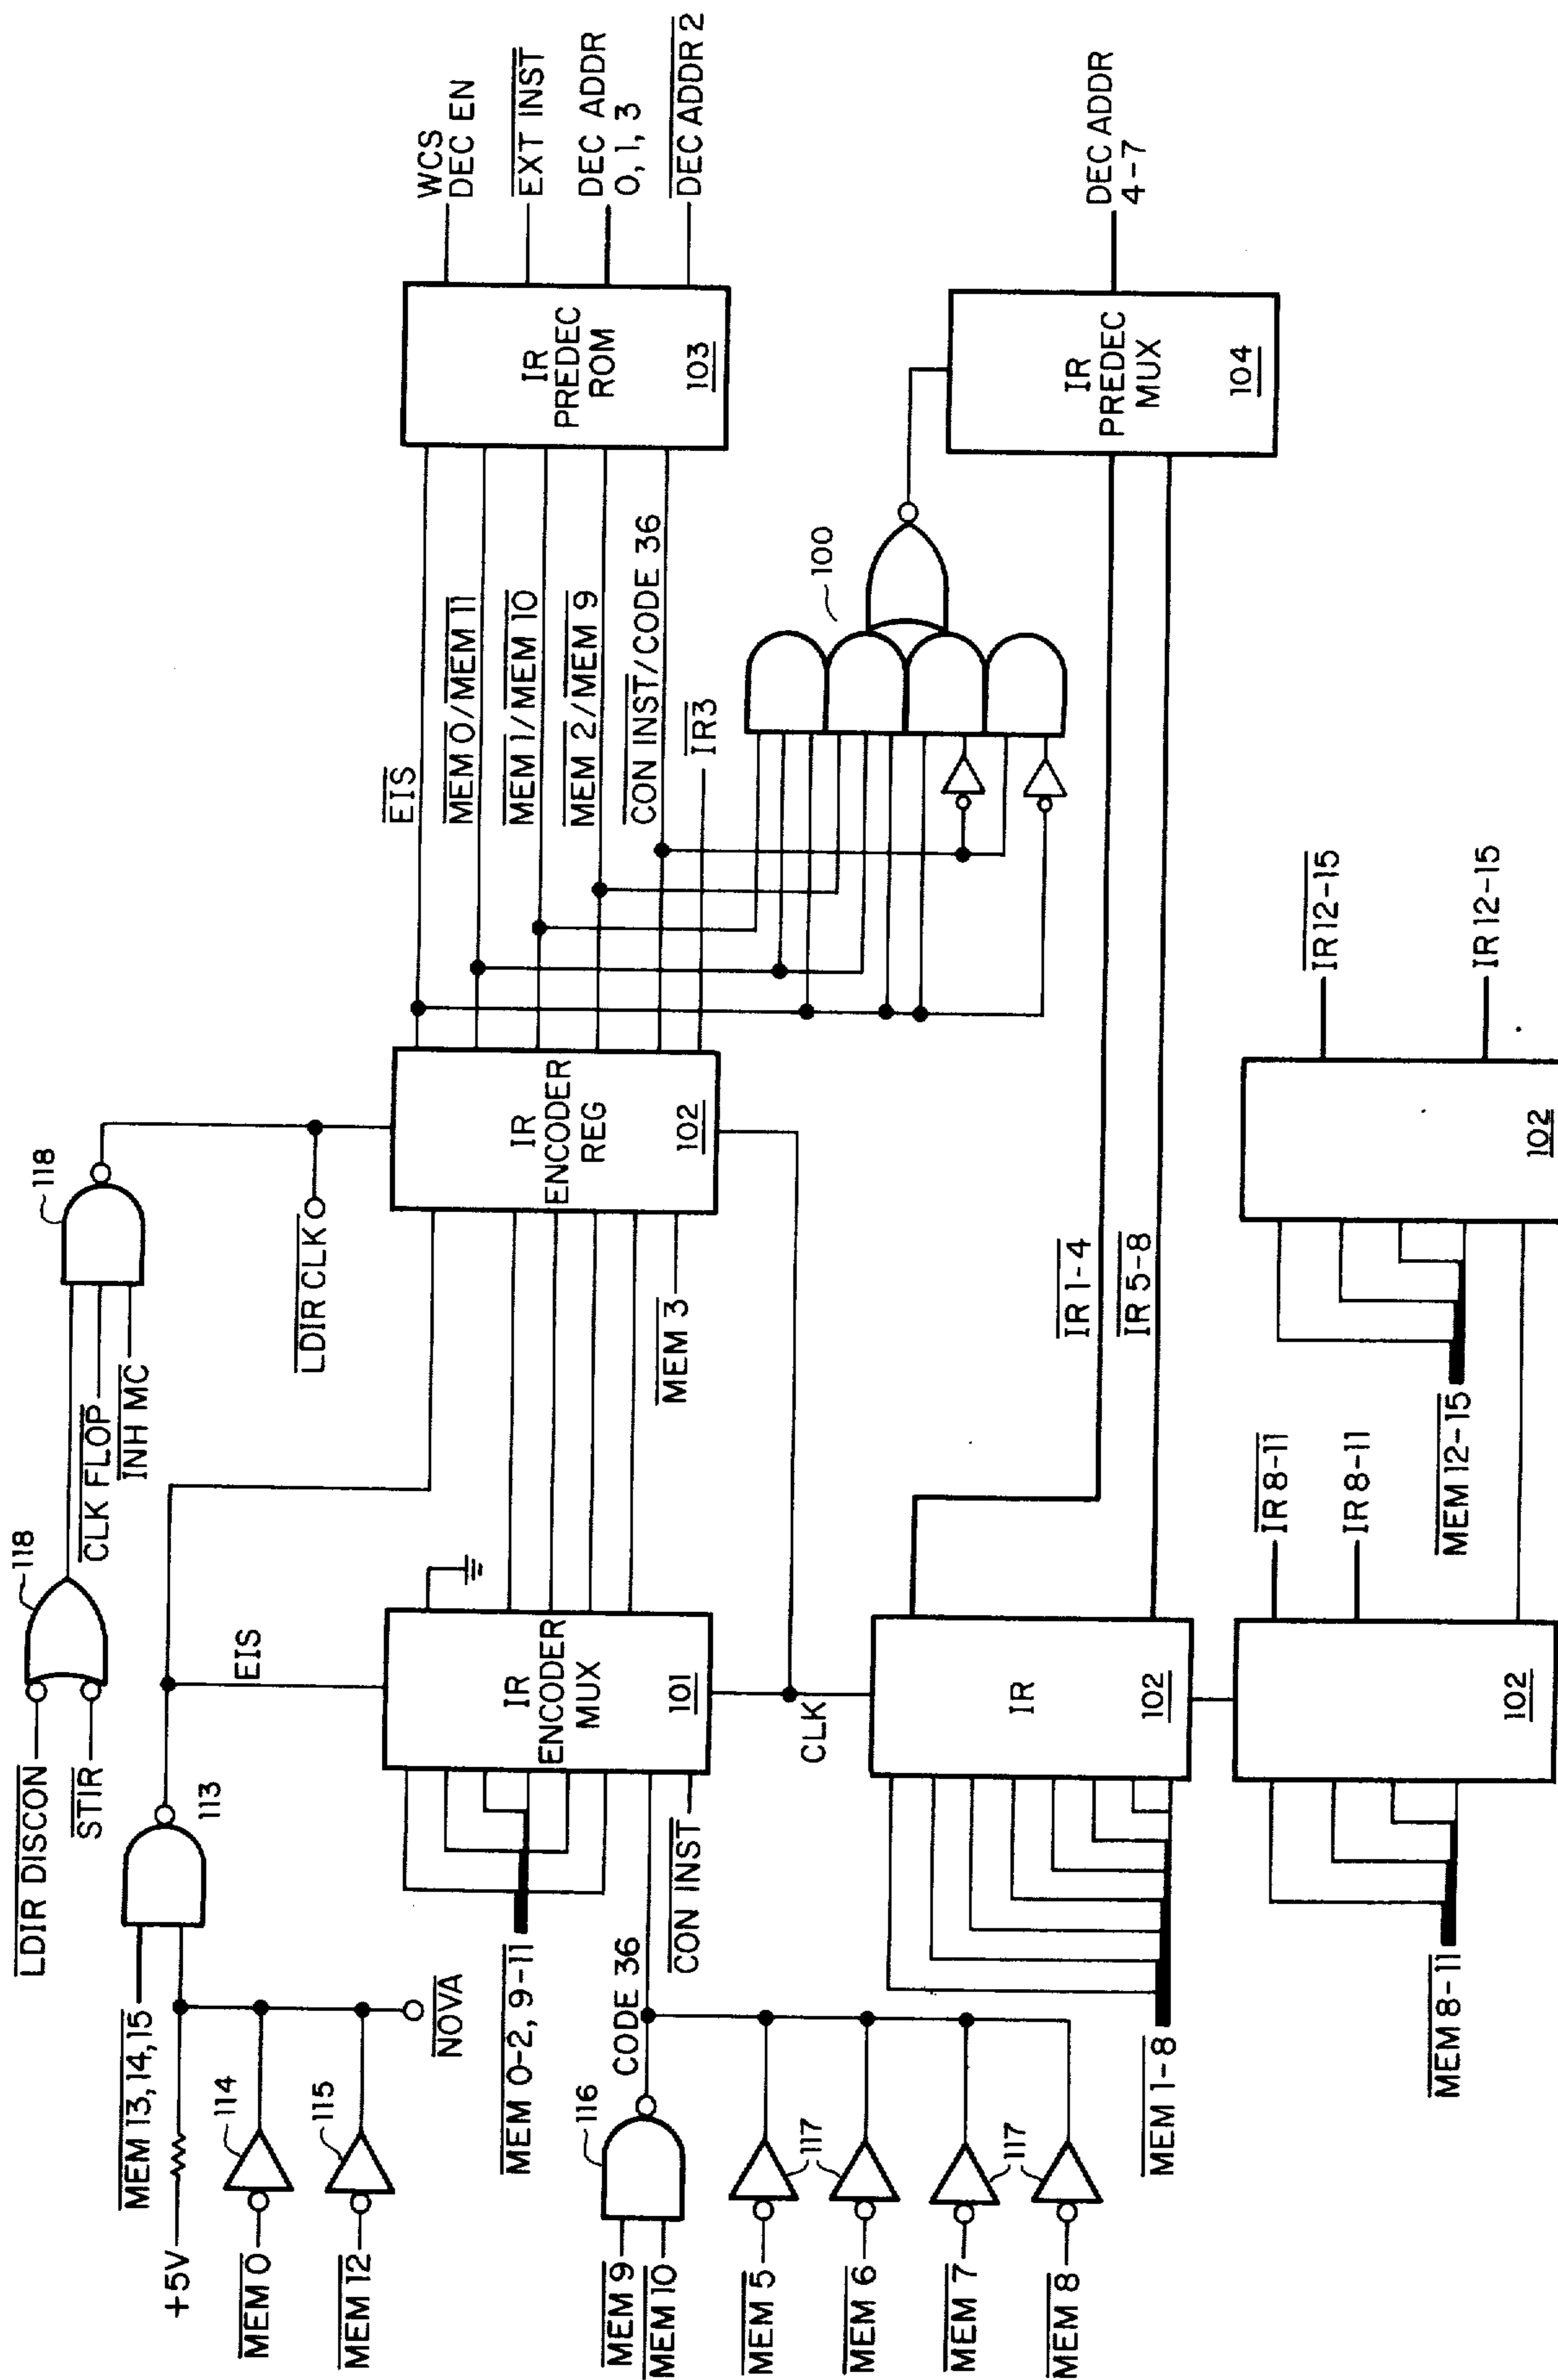 LDIR DISCON
STIR
118
CLK FLOP
INH MC
118
LDIR CLK
MEM 13, 14, 15
+5V
MEM 0
114
MEM 12
115
NOVA
113
EIS
MEM 0-2, 9-11
IR
ENCODER
MUX
101
CON INST
CODE 36
MEM 9
MEM 10
116
MEM 5
MEM 6
MEM 7
MEM 8
117
117
MEM 3
IR
ENCODER
REG
102
EIS
MEM 0/MEM 11
MEM 1/MEM 10
MEM 2/MEM 9
CON INST/CODE 36
IR3
IR
PREDEC
ROM
103
WCS
DEC EN
EXT INST
DEC ADDR
0, 1, 3
DEC ADDR 2
100
IR
PREDEC
MUX
104
DEC ADDR
4-7
CLK
IR
102
MEM 1-8
IR 1-4
IR 5-8
MEM 8-11
102
IR 8-11
IR 8-11
MEM 12-15
102
IR 12-15
IR 12-15